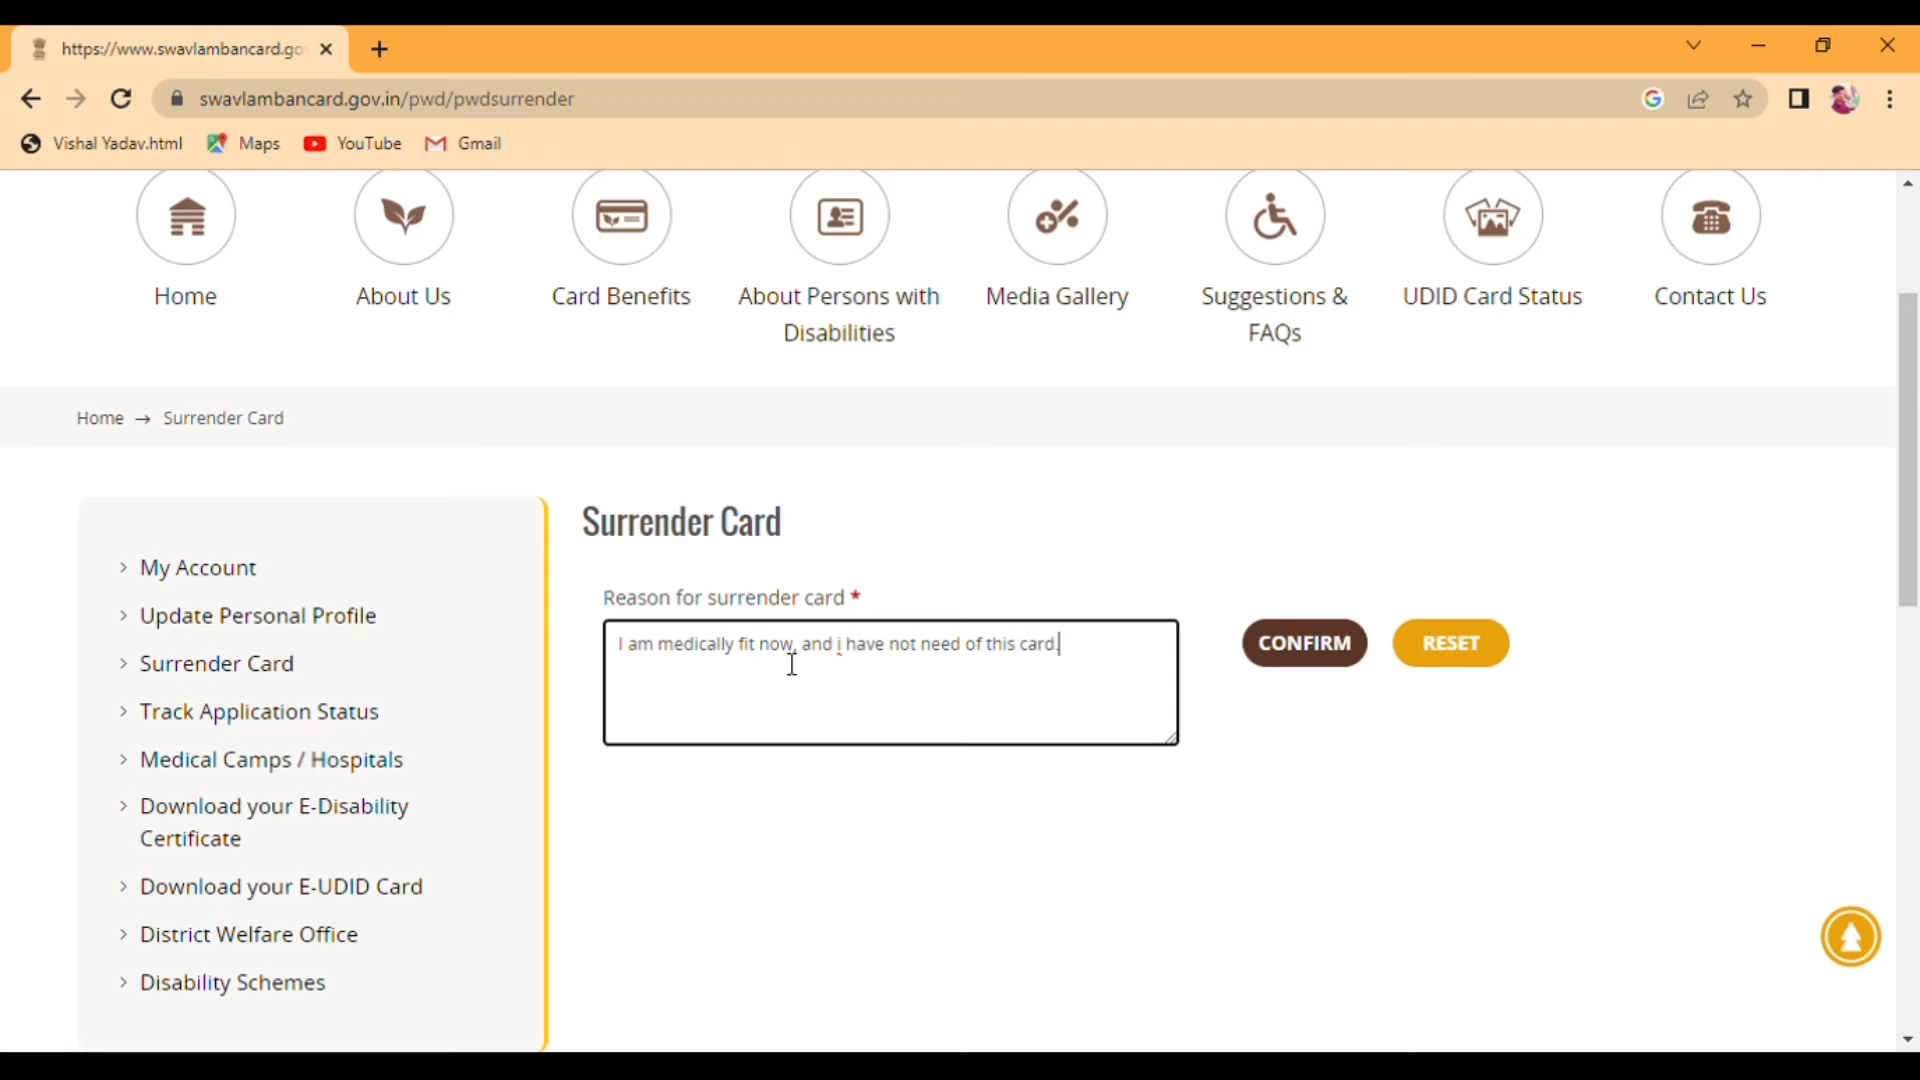 https://www.swavlambancard.go
swavlambancard.gov.in/pwd/pwdsurrender
Vishal Yadav.html Maps YouTube Gmail
Home About Us Card Benefits About Persons with Disabilities Media Gallery Suggestions & FAQs UDID Card Status Contact Us
Home → Surrender Card
My Account
Update Personal Profile
Surrender Card
Track Application Status
Medical Camps / Hospitals
Download your E-Disability
Certificate
Download your E-UDID Card
District Welfare Office
Disability Schemes
Surrender Card
Reason for surrender card *
I am medically fit now, and i have not need of this card.
CONFIRM RESET